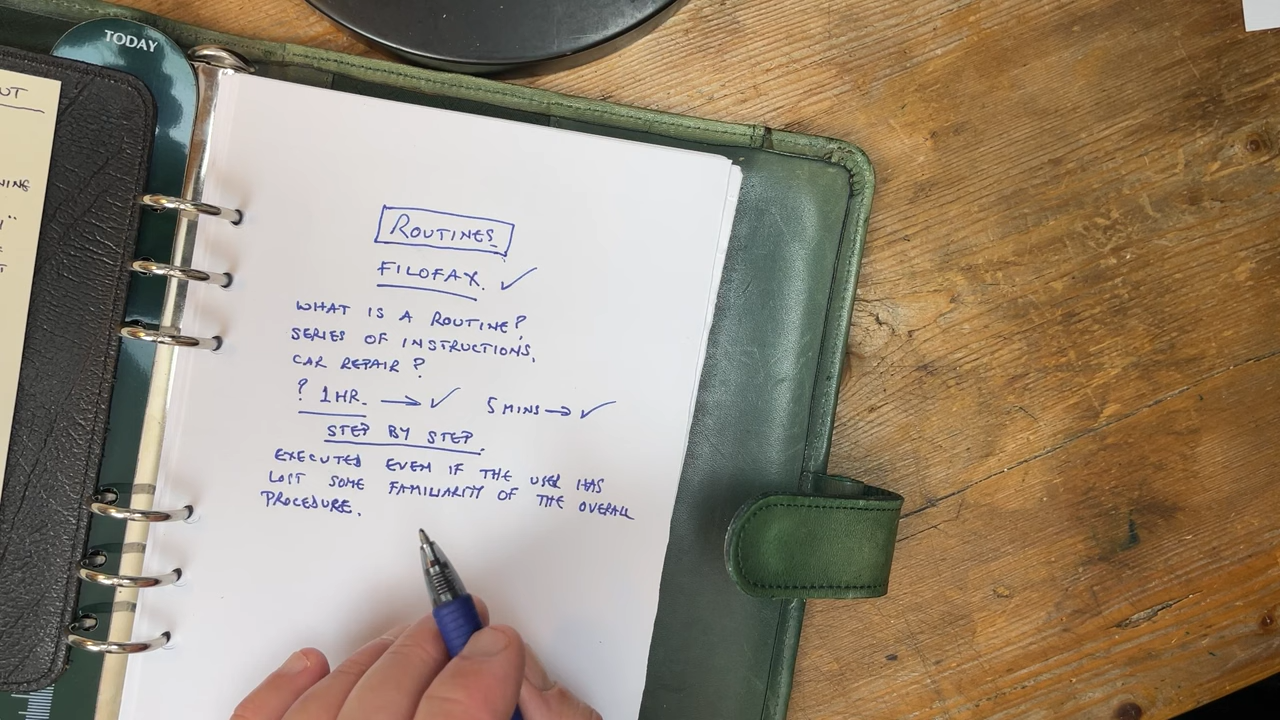 TODAY
ROUTINES
FILOFAX. ✓
WHAT IS A ROUTINE?
SERIES OF INSTRUCTIONS.
CAR REPAIR?
? 1HR. → ✓ 5 MINS → ✓
STEP BY STEP.
EXECUTED EVEN IF THE USER HAS
LOST SOME FAMILIARITY OF THE OVERALL
PROCEDURE.